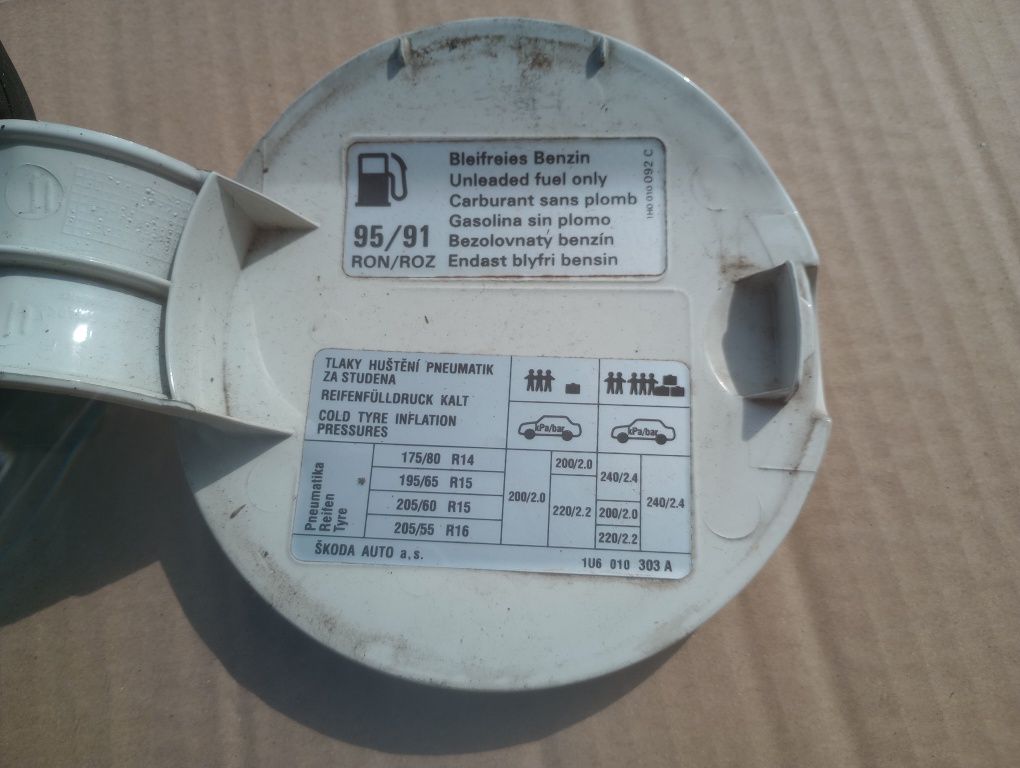 Bleifreies Benzin
Unleaded fuel only
Carburant sans plomb
Gasolina sin plomo
Bezolovnatý benzín
Endast blyfri bensin
95/91
RON/ROZ
1H0 010 092 C
TLAKY HUŠTĚNÍ PNEUMATIK
ZA STUDENA
REIFENFÜLLDRUCK KALT
COLD TYRE INFLATION
PRESSURES
kPa/bar
kPa/bar
Pneumatika
Reifen
Tyre
175/80 R14
* 195/65 R15
205/60 R15
205/55 R16
200/2.0
200/2.0
220/2.2
240/2.4
200/2.0
220/2.2
240/2.4
ŠKODA AUTO a,s.
1U6 010 303 A